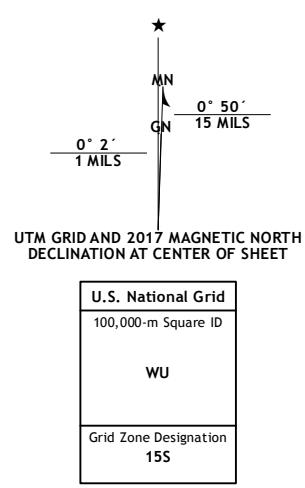 ★
MN
0° 50´
15 MILS
GN
0° 2´
1 MILS
UTM GRID AND 2017 MAGNETIC NORTH
DECLINATION AT CENTER OF SHEET
U.S. National Grid
100,000-m Square ID
WU
Grid Zone Designation
15S